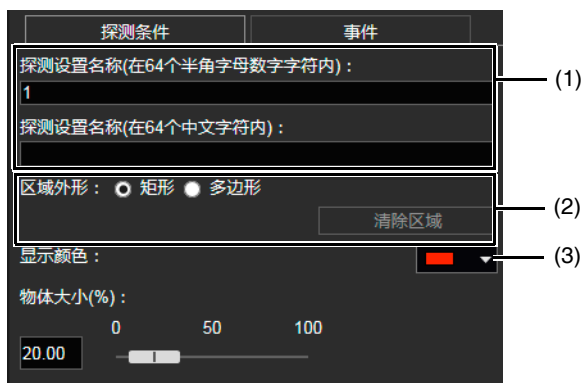 探测条件 事件
探测设置名称(在64个半角字母数字字符内)：
1
(1)
探测设置名称(在64个中文字符内)：
区域外形： 矩形 多边形
清除区域
(2)
显示颜色：
(3)
物体大小(%)：
0 50 100
20.00